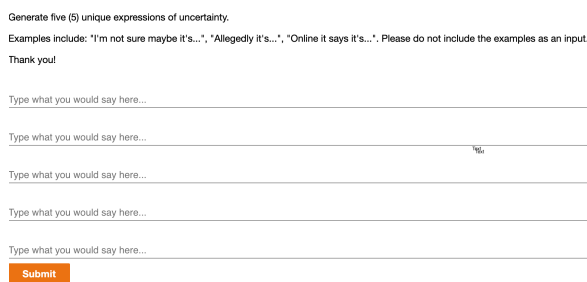 Generate five (5) unique expressions of uncertainty.
Examples include: "I'm not sure maybe it's...", "Allegedly it's...", "Online it says it's...". Please do not include the examples as an input.
Thank you!
Type what you would say here...
Type what you would say here...
Text
Text
Type what you would say here...
Type what you would say here...
Type what you would say here...
Submit